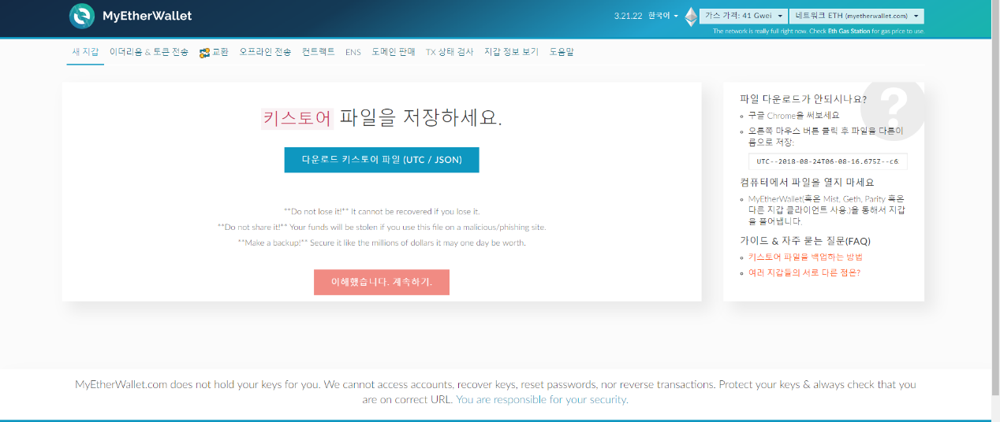 MyEtherWallet
3.21.22 한국어
가스 가격: 41 Gwei
네트워크 ETH (myetherwallet.com)
The network is really full right now. Check Eth Gas Station for gas price to use.
새 지갑 이더리움 & 토큰 전송 교환 오프라인 전송 컨트랙트 ENS 도메인 판매 TX 상태 검사 지갑 정보 보기 도움말
키스토어 파일을 저장하세요.
다운로드 키스토어 파일 (UTC / JSON)
**Do not lose it!** It cannot be recovered if you lose it.
**Do not share it!** Your funds will be stolen if you use this file on a malicious/phishing site.
**Make a backup!** Secure it like the millions of dollars it may one day be worth.
이해했습니다. 계속하기.
파일 다운로드가 안되시나요?
구글 Chrome을 써보세요
오른쪽 마우스 버튼 클릭 후 파일을 다른이
름으로 저장:
UTC--2018-08-24T06-08-16.675Z--c6
컴퓨터에서 파일을 열지 마세요
MyEtherWallet(혹은 Mist, Geth, Parity 혹은
다른 지갑 클라이언트 사용.)을 통해서 지갑
을 풀어냅니다.
가이드 & 자주 묻는 질문(FAQ)
키스토어 파일을 백업하는 방법
여러 지갑들의 서로 다른 점은?
MyEtherWallet.com does not hold your keys for you. We cannot access accounts, recover keys, reset passwords, nor reverse transactions. Protect your keys & always check that you
are on correct URL. You are responsible for your security.